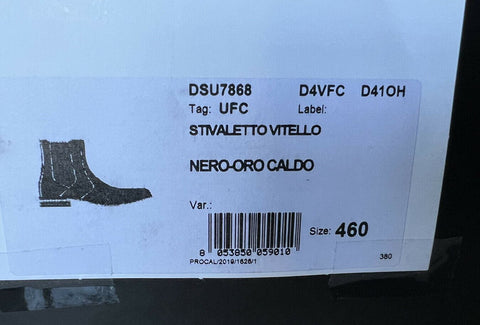 DSU7868 D4VFC D41OH
Tag: UFC Label:
STIVALETTO VITELLO
NERO-ORO CALDO
Var.:
Size: 460
8 053850 059010
PROCAL/2019/1626/1
380